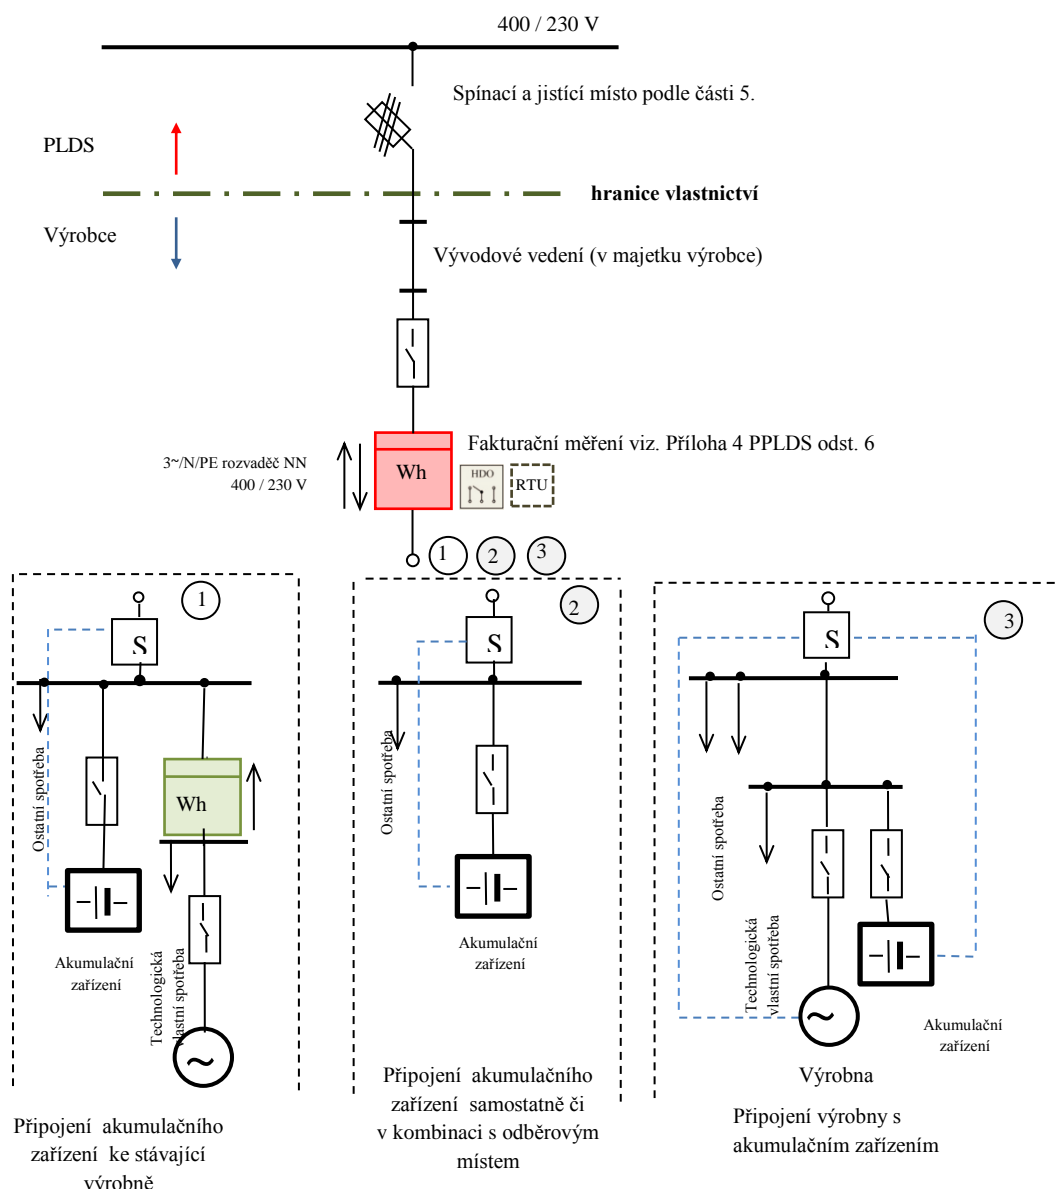 400 / 230 V
Spínací a jistící místo podle části 5.
PLDS
hranice vlastnictví
Výrobce
Vývodové vedení (v majetku výrobce)
Fakturační měření viz. Příloha 4 PPLDS odst. 6
3~/N/PE rozvaděč NN
400 / 230 V
Wh
HDO
RTU
1
2
3
1
S
Ostatní spotřeba
Wh
Akumulační
zařízení
Technologická
vlastní spotřeba
~
Připojení akumulačního
zařízení ke stávající
výrobně
2
S
Ostatní spotřeba
Akumulační
zařízení
Připojení akumulačního
zařízení samostatně či
v kombinaci s odběrovým
místem
3
S
Ostatní spotřeba
Technologická
vlastní spotřeba
~
Akumulační
zařízení
Výrobna
Připojení výrobny s
akumulačním zařízením